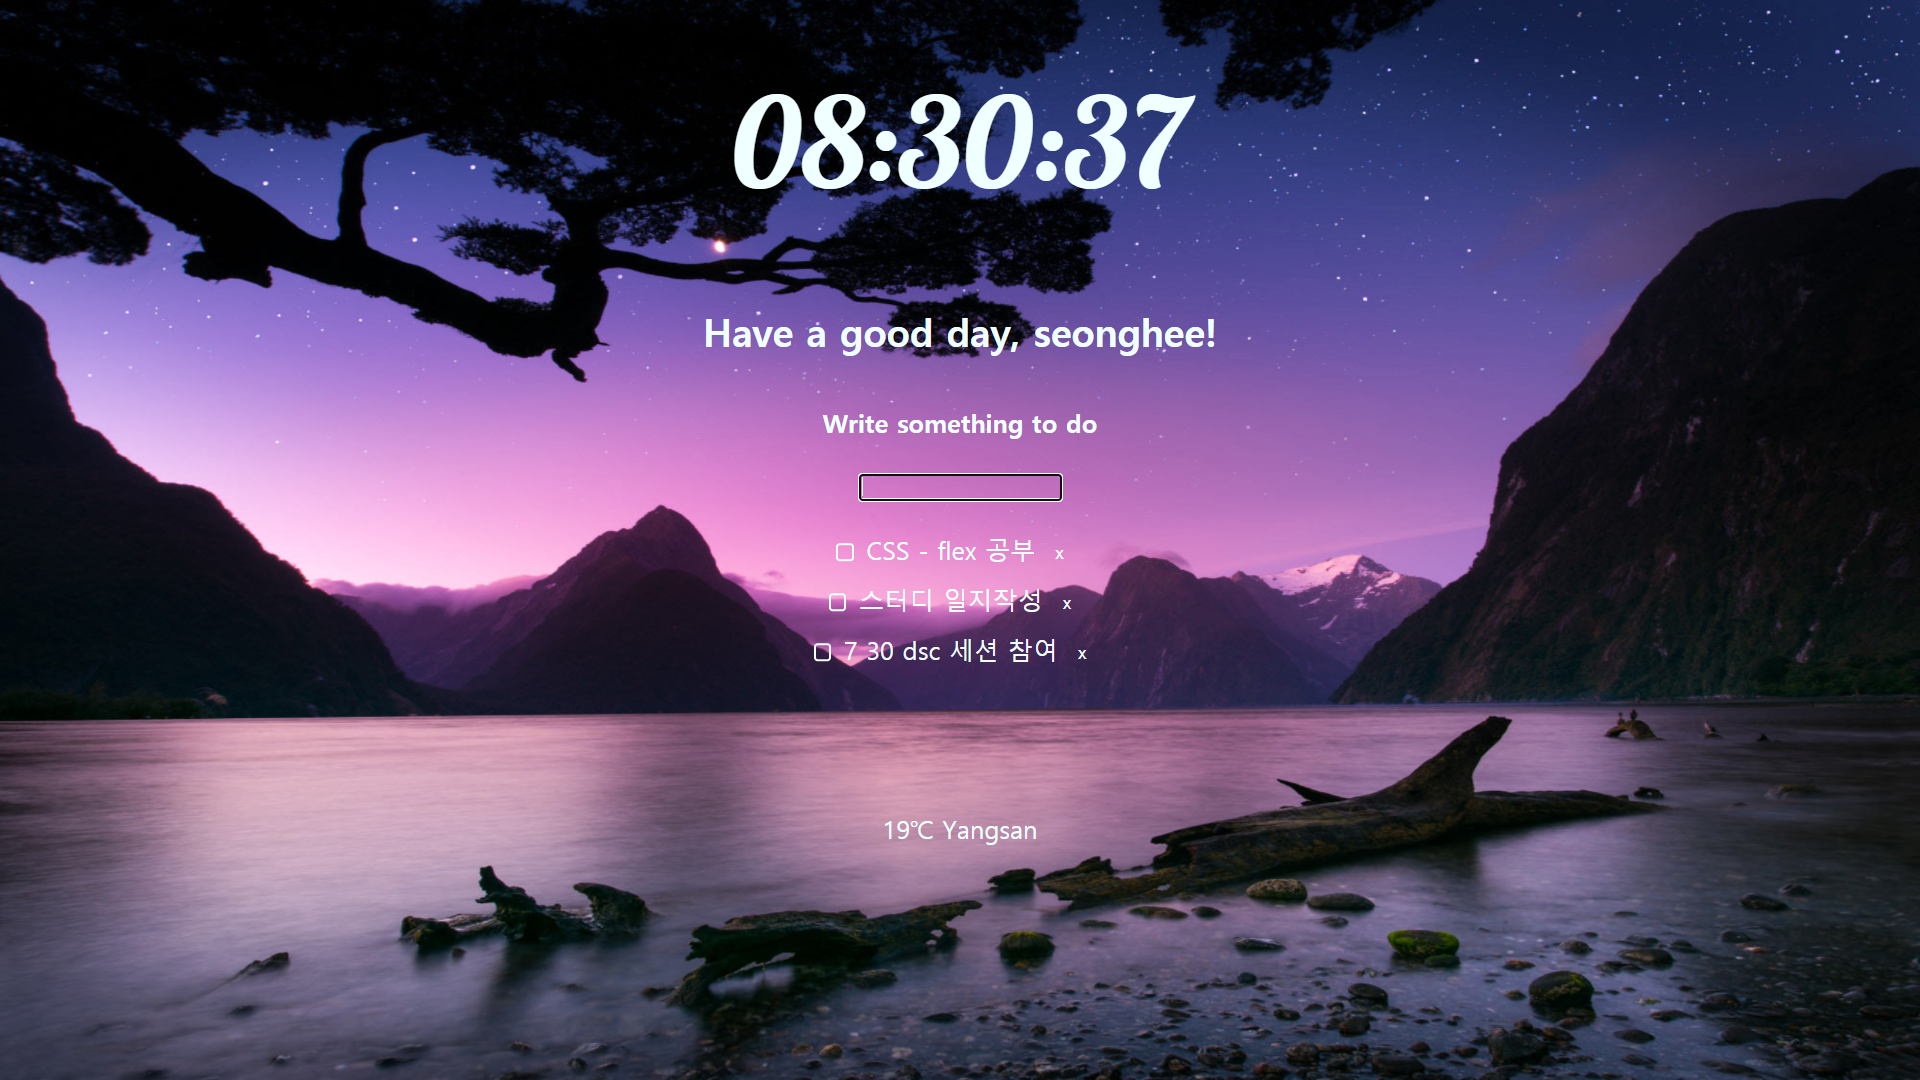 08:30:37
Have a good day, seonghee!
Write something to do
CSS - flex 공부 x
스터디 일지작성 x
7 30 dsc 세션 참여 x
19℃ Yangsan